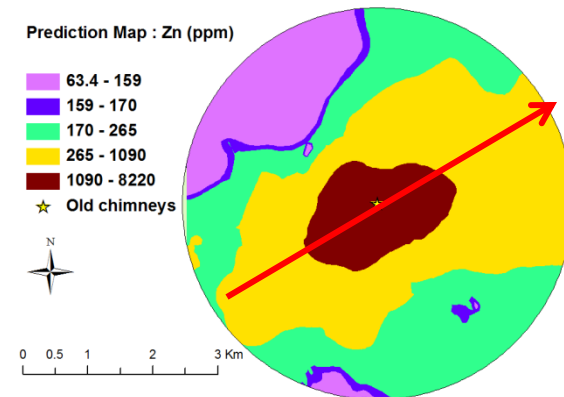 Prediction Map : Zn (ppm)
63.4 - 159
159 - 170
170 - 265
265 - 1090
1090 - 8220
Old chimneys
N
0 0.5 1 2 3 Km